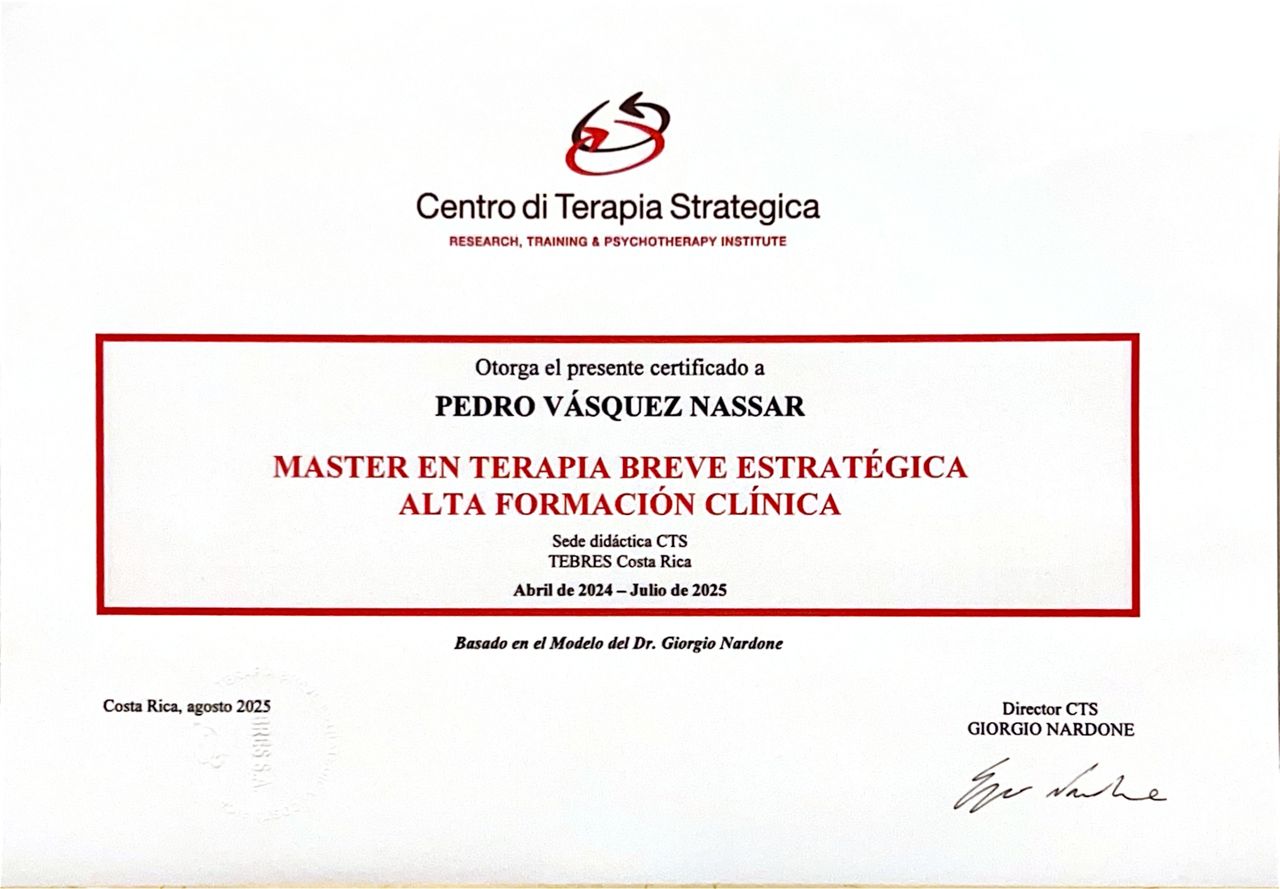 Centro di Terapia Strategica
RESEARCH, TRAINING & PSYCHOTHERAPY INSTITUTE
Otorga el presente certificado a
PEDRO VÁSQUEZ NASSAR
MASTER EN TERAPIA BREVE ESTRATÉGICA
ALTA FORMACIÓN CLÍNICA
Sede didáctica CTS
TEBRES Costa Rica
Abril de 2024 – Julio de 2025
Basado en el Modelo del Dr. Giorgio Nardone
Costa Rica, agosto 2025
Director CTS
GIORGIO NARDONE